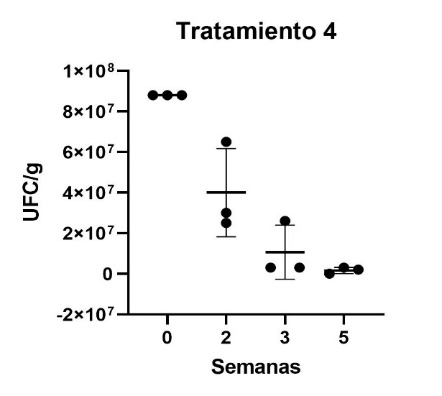 Tratamiento 4
1×10⁸
8×10⁷
6×10⁷
4×10⁷
2×10⁷
0
-2×10⁷
UFC/g
0 2 3 5
Semanas